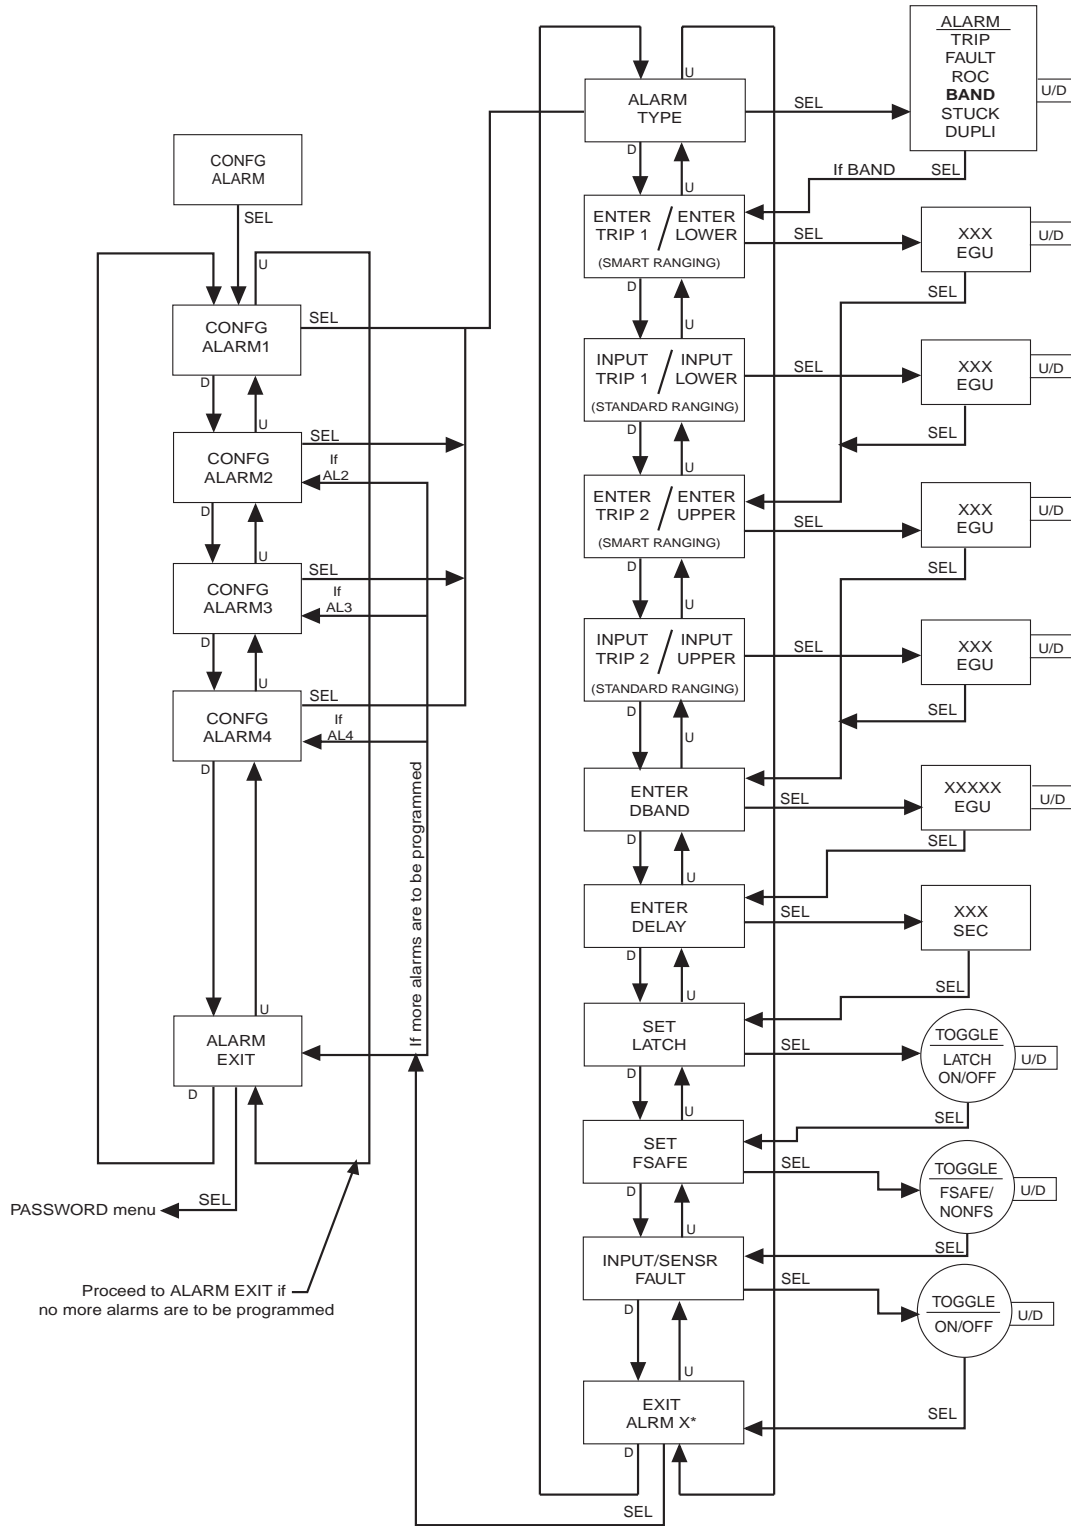 CONFG
ALARM
SEL
U
CONFG
ALARM1
SEL
D
U
CONFG
ALARM2
SEL
If
AL2
D
U
CONFG
ALARM3
SEL
If
AL3
D
U
CONFG
ALARM4
SEL
If
AL4
D
U
ALARM
EXIT
D
SEL
PASSWORD menu
Proceed to ALARM EXIT if
no more alarms are to be programmed
If more alarms are to be programmed
U
ALARM
TYPE
SEL
D
U
ALARM
TRIP
FAULT
ROC
BAND
STUCK
DUPLI
U/D
If BAND
SEL
ENTER
TRIP 1
/
ENTER
LOWER
(SMART RANGING)
SEL
XXX
EGU
U/D
SEL
D
U
INPUT
TRIP 1
/
INPUT
LOWER
(STANDARD RANGING)
SEL
XXX
EGU
U/D
SEL
D
U
ENTER
TRIP 2
/
ENTER
UPPER
(SMART RANGING)
SEL
XXX
EGU
U/D
SEL
D
U
INPUT
TRIP 2
/
INPUT
UPPER
(STANDARD RANGING)
SEL
XXX
EGU
U/D
SEL
D
U
ENTER
DBAND
SEL
XXXXX
EGU
U/D
SEL
D
U
ENTER
DELAY
SEL
XXX
SEC
SEL
D
U
SET
LATCH
SEL
TOGGLE
LATCH
ON/OFF
U/D
SEL
D
U
SET
FSAFE
SEL
TOGGLE
FSAFE/
NONFS
U/D
SEL
D
U
INPUT/SENSR
FAULT
SEL
TOGGLE
ON/OFF
U/D
SEL
D
U
EXIT
ALRM X*
D
SEL